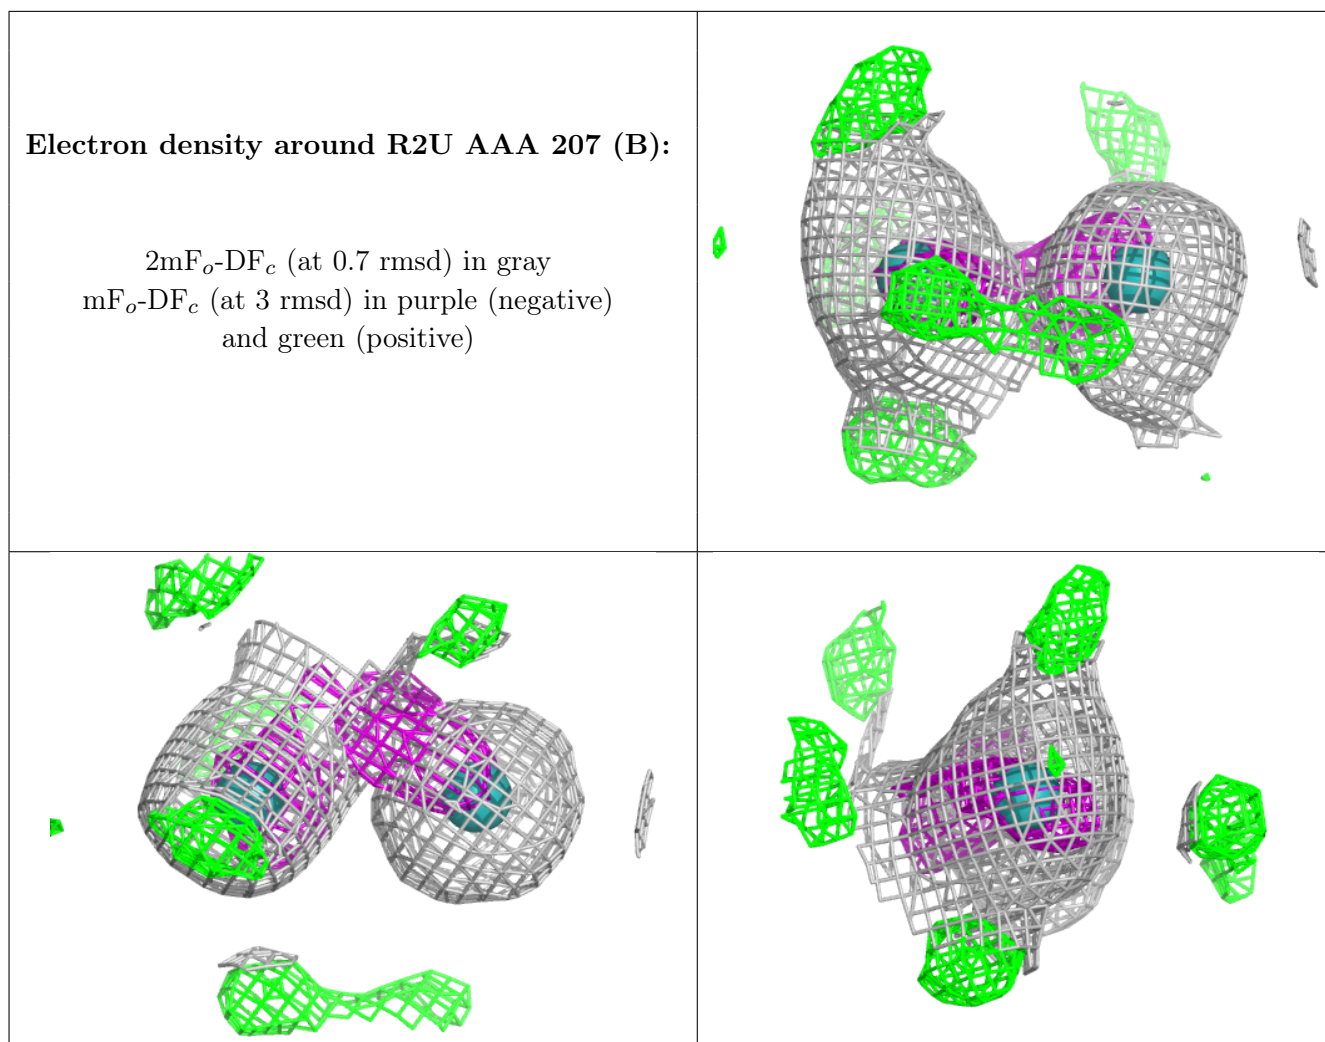 Electron density around R2U AAA 207 (B):
2mFo-DFc (at 0.7 rmsd) in gray
mFo-DFc (at 3 rmsd) in purple (negative)
and green (positive)